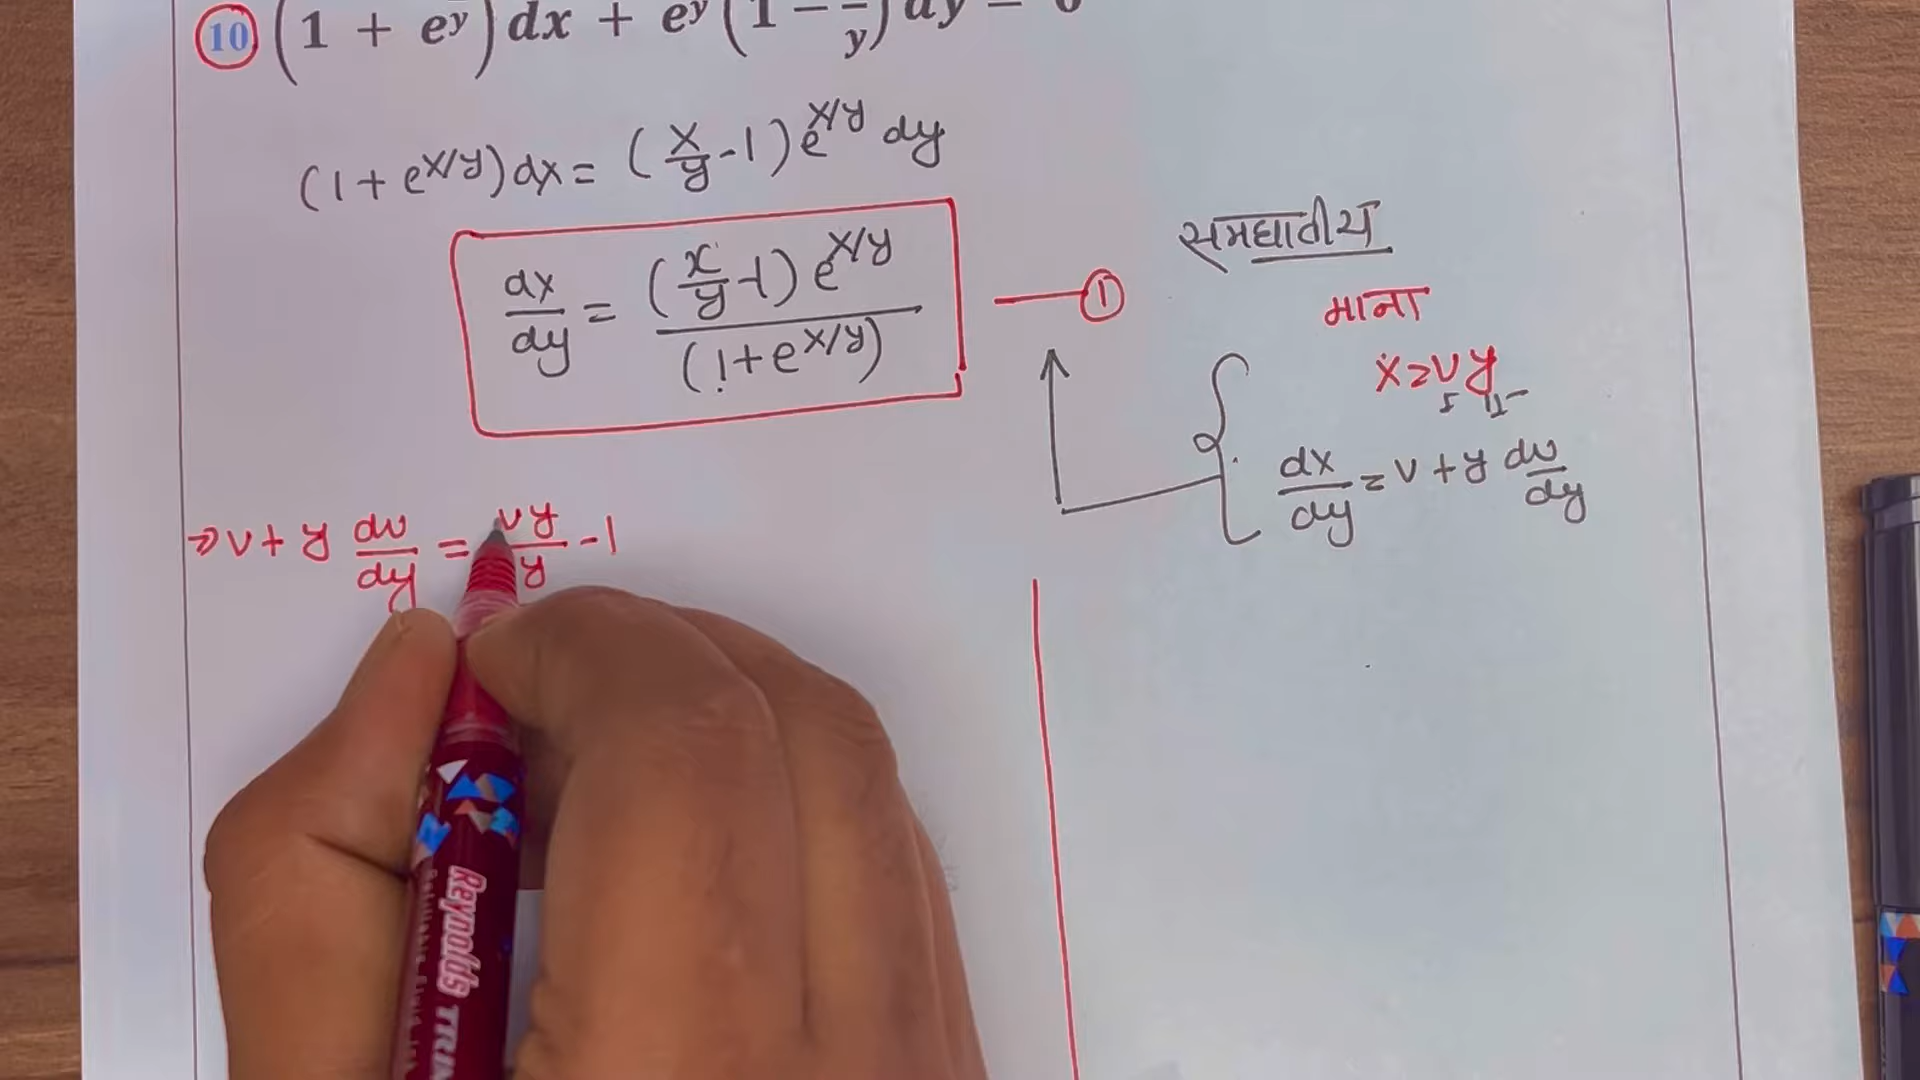 10 (1 + e^y) dx + e^y (1 − _/y) dy = 0
(1 + e^x/y) dx = (x/y - 1) e^x/y dy
dx/dy = (x/y - 1) e^x/y / (1 + e^x/y) — 1
समघातीय
माना
x = vy
dx/dy = v + y dv/dy
⇒ v + y dv/dy = vy/y - 1
Reynolds TRIM